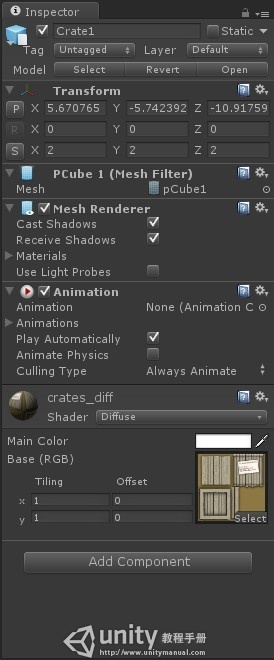 Inspector
Crate1 Static
Tag Untagged Layer Default
Model Select Revert Open
Transform
P X 5.670765 Y -5.742392 Z -10.91759
R X 0 Y 0 Z 0
S X 2 Y 2 Z 2
PCube 1 (Mesh Filter)
Mesh pCube1
Mesh Renderer
Cast Shadows
Receive Shadows
Materials
Use Light Probes
Animation
Animation None (Animation C
Animations
Play Automatically
Animate Physics
Culling Type Always Animate
crates_diff
Shader Diffuse
Main Color
Base (RGB)
Tiling Offset
x 1 0
y 1 0
Select
Add Component
unity 教程手册
http://www.unitymanual.com